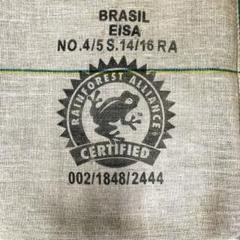 BRASIL
EISA
NO.4/5 S.14/16 RA
RAINFOREST ALLIANCE
CERTIFIED
002/1848/2444